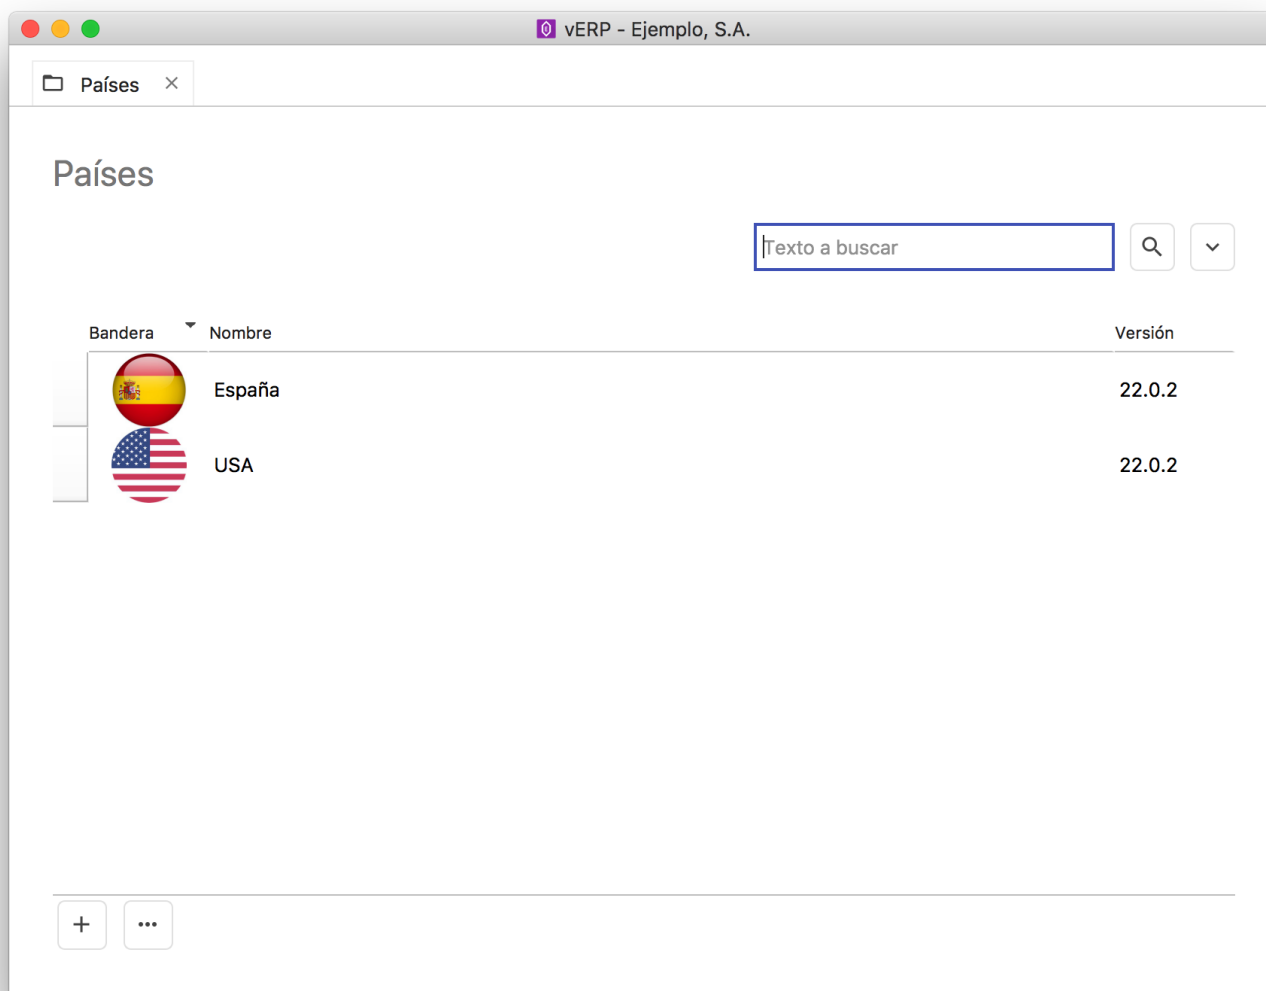 vERP - Ejemplo, S.A.
Países
Países
Texto a buscar
Bandera Nombre Versión
España 22.0.2
USA 22.0.2